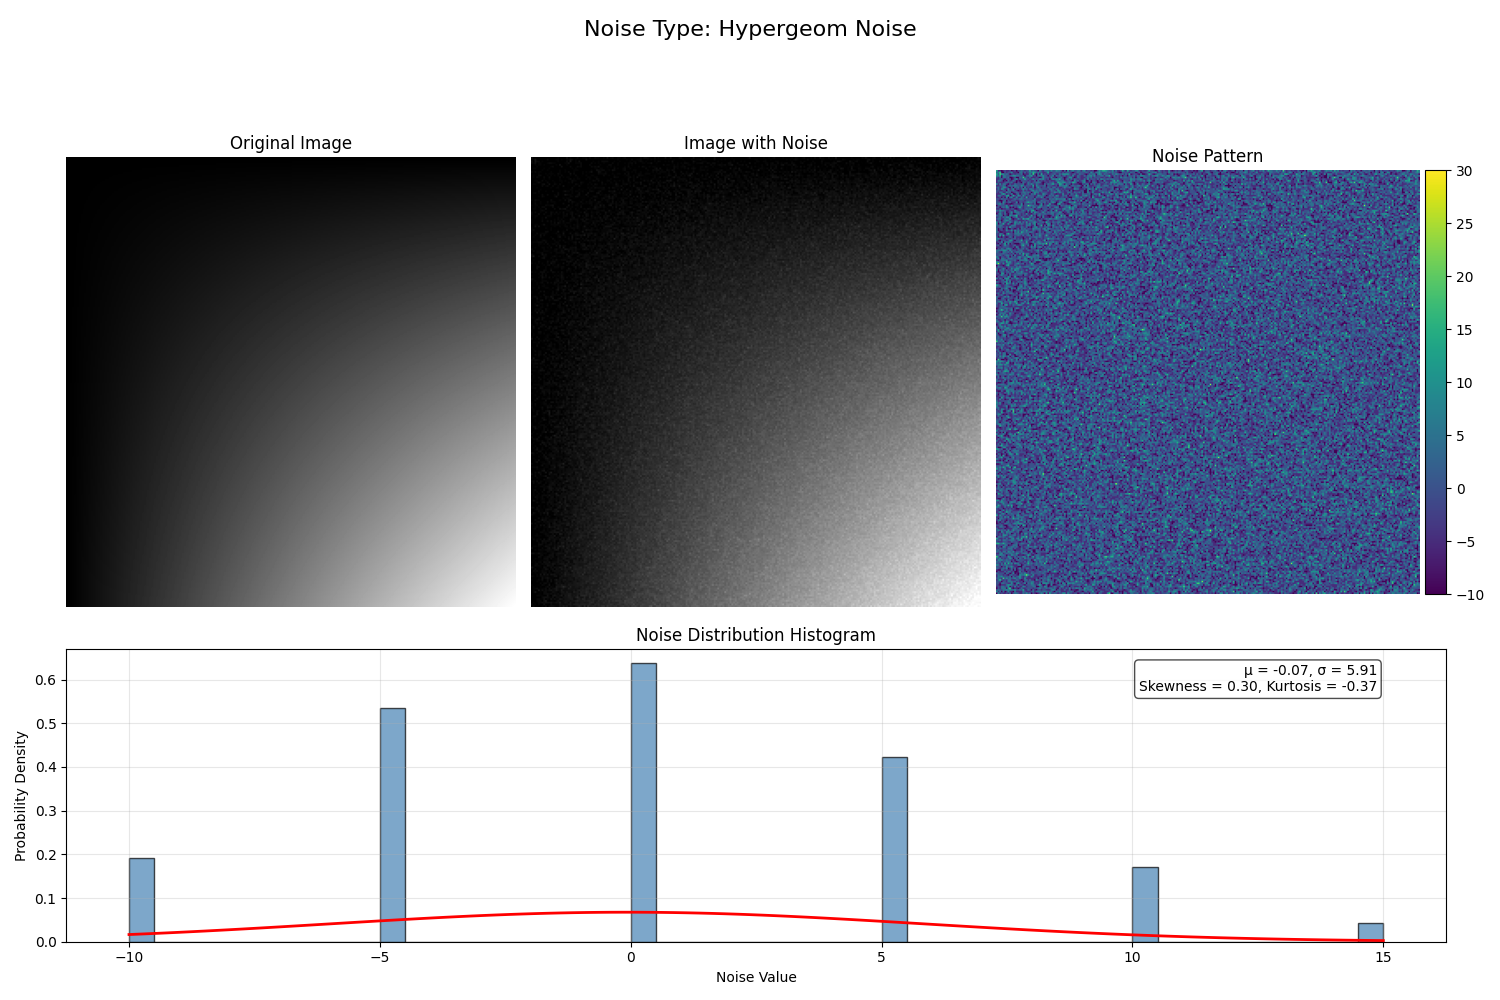 Noise Type: Hypergeom Noise
Original Image
Image with Noise
Noise Pattern
30
25
20
15
10
5
0
−5
−10
Noise Distribution Histogram
μ = -0.07, σ = 5.91
Skewness = 0.30, Kurtosis = -0.37
Probability Density
0.6
0.5
0.4
0.3
0.2
0.1
0.0
−10 −5 0 5 10 15
Noise Value